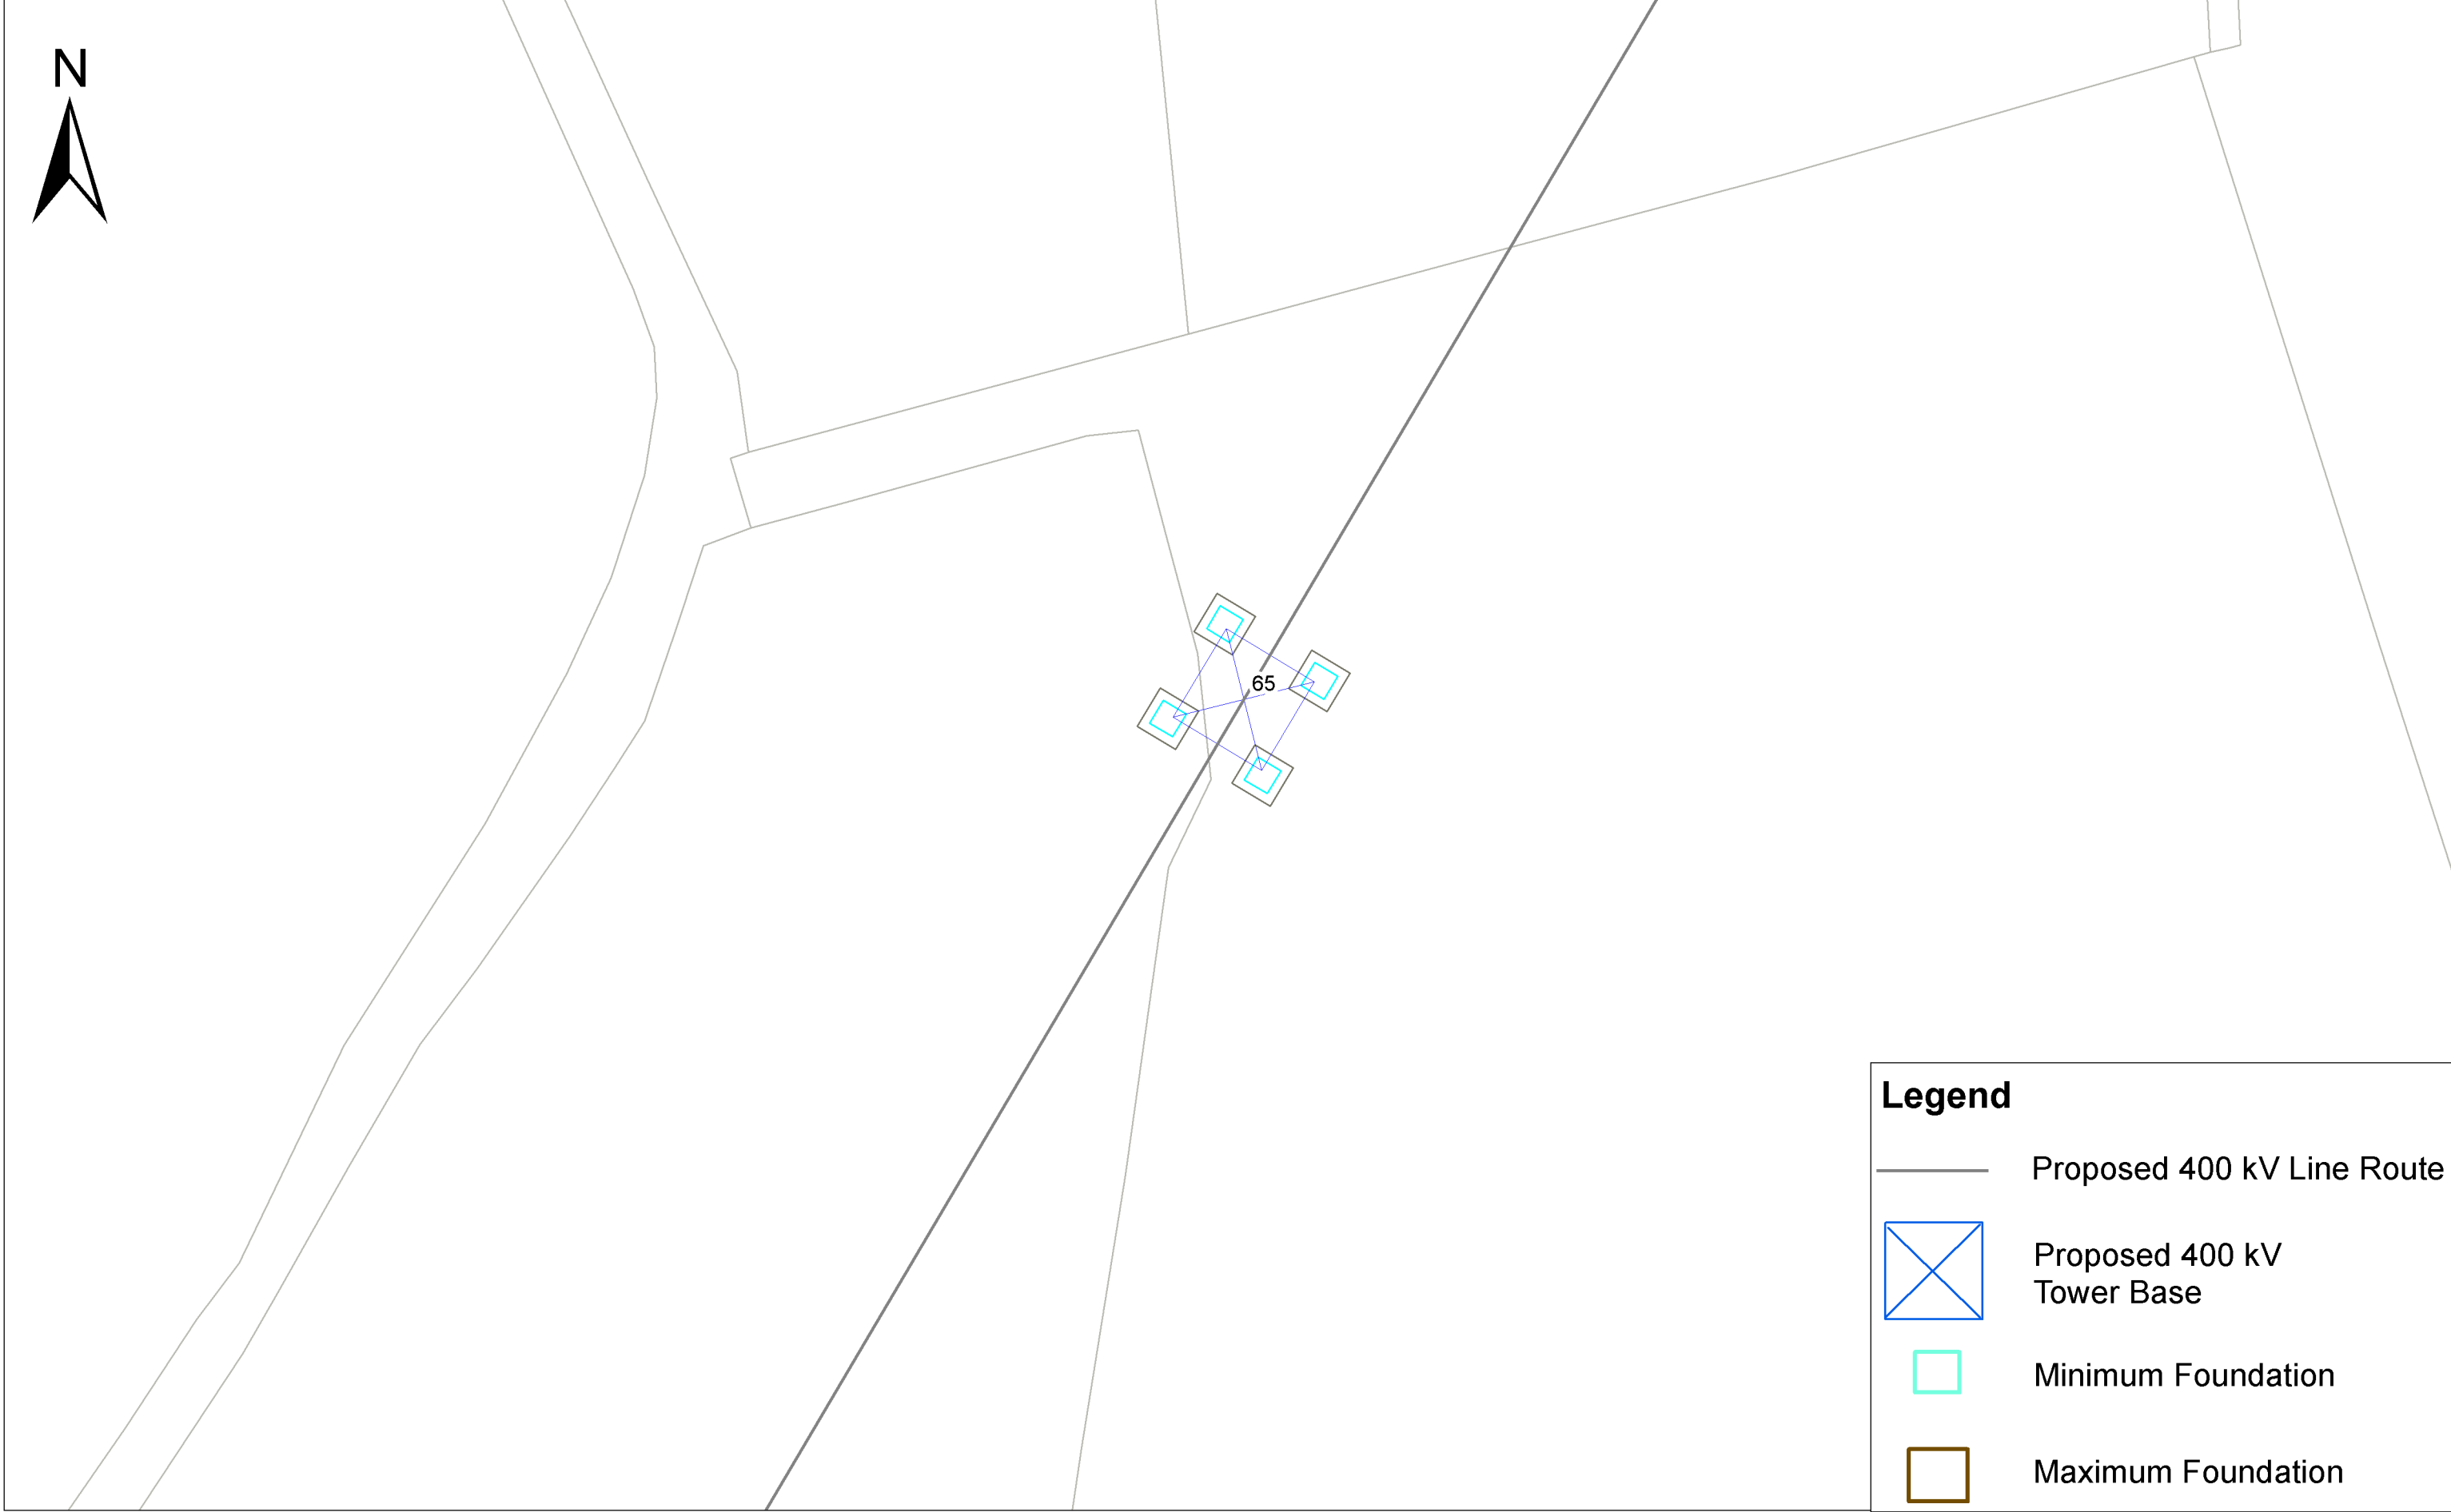 N
65
Legend
Proposed 400 kV Line Route
Proposed 400 kV
Tower Base
Minimum Foundation
Maximum Foundation